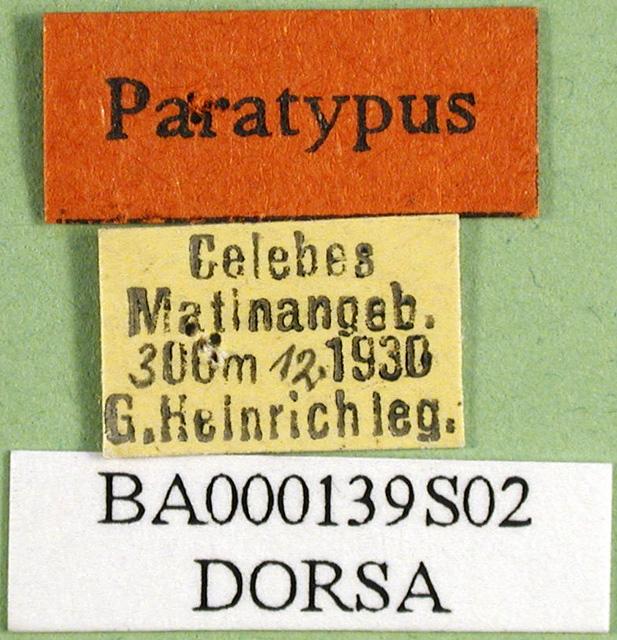 Paratypus
Celebes
Matinangeb.
300m 12.1930
G.Heinrich leg.
BA000139S02
DORSA